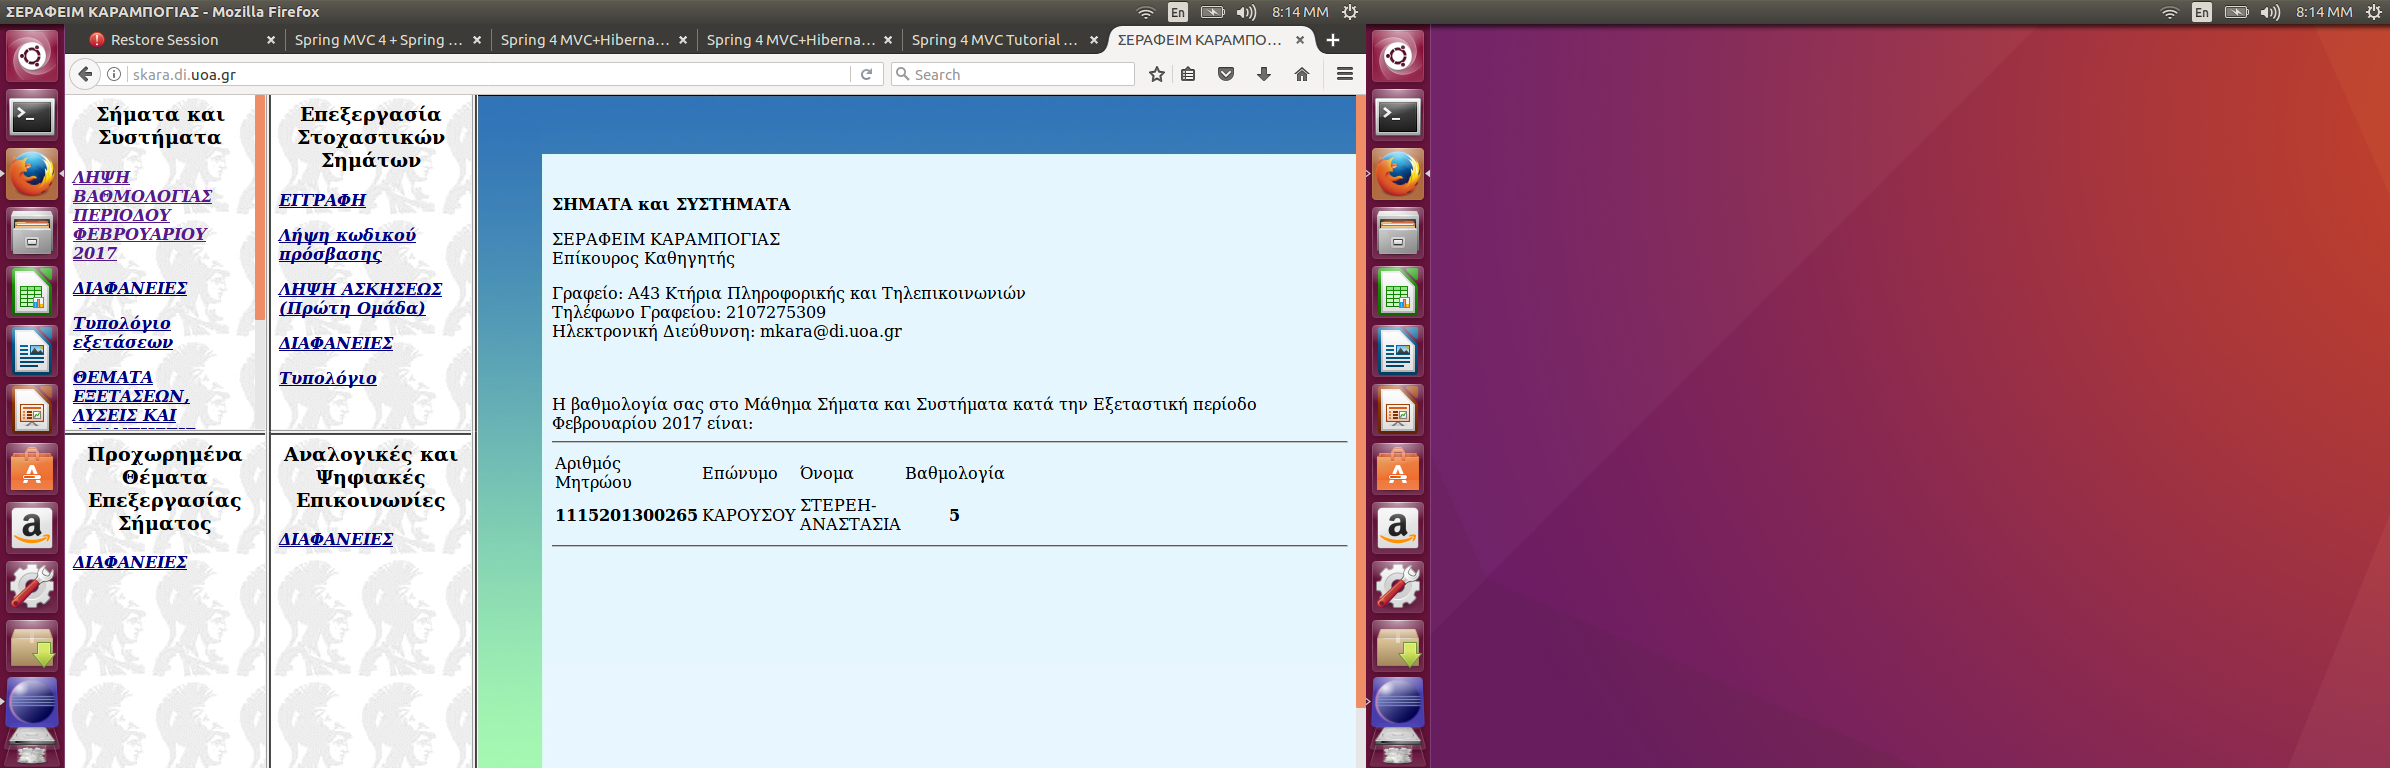 ΣΕΡΑΦΕΙΜ ΚΑΡΑΜΠΟΓΙΑΣ - Mozilla Firefox
En
8:14 ΜΜ
En
8:14 ΜΜ
Restore Session
Spring MVC 4 + Spring ...
Spring 4 MVC+Hiberna...
Spring 4 MVC+Hiberna...
Spring 4 MVC Tutorial ...
ΣΕΡΑΦΕΙΜ ΚΑΡΑΜΠΟ...
skara.di.uoa.gr
Search
Σήματα και
Συστήματα
ΛΗΨΗ
ΒΑΘΜΟΛΟΓΙΑΣ
ΠΕΡΙΟΔΟΥ
ΦΕΒΡΟΥΑΡΙΟΥ
2017
ΔΙΑΦΑΝΕΙΕΣ
Τυπολόγιο
εξετάσεων
ΘΕΜΑΤΑ
ΕΞΕΤΑΣΕΩΝ,
ΛΥΣΕΙΣ ΚΑΙ
Επεξεργασία
Στοχαστικών
Σημάτων
ΕΓΓΡΑΦΗ
Λήψη κωδικού
πρόσβασης
ΛΗΨΗ ΑΣΚΗΣΕΩΣ
(Πρώτη Ομάδα)
ΔΙΑΦΑΝΕΙΕΣ
Τυπολόγιο
Προχωρημένα
Θέματα
Επεξεργασίας
Σήματος
ΔΙΑΦΑΝΕΙΕΣ
Αναλογικές και
Ψηφιακές
Επικοινωνίες
ΔΙΑΦΑΝΕΙΕΣ
ΣΗΜΑΤΑ και ΣΥΣΤΗΜΑΤΑ
ΣΕΡΑΦΕΙΜ ΚΑΡΑΜΠΟΓΙΑΣ
Επίκουρος Καθηγητής
Γραφείο: Α43 Κτήρια Πληροφορικής και Τηλεπικοινωνιών
Τηλέφωνο Γραφείου: 2107275309
Ηλεκτρονική Διεύθυνση: mkara@di.uoa.gr
Η βαθμολογία σας στο Μάθημα Σήματα και Συστήματα κατά την Εξεταστική περίοδο
Φεβρουαρίου 2017 είναι:
Αριθμός
Μητρώου
Επώνυμο
Όνομα
Βαθμολογία
1115201300265
ΚΑΡΟΥΣΟΥ
ΣΤΕΡΕΗ-
ΑΝΑΣΤΑΣΙΑ
5